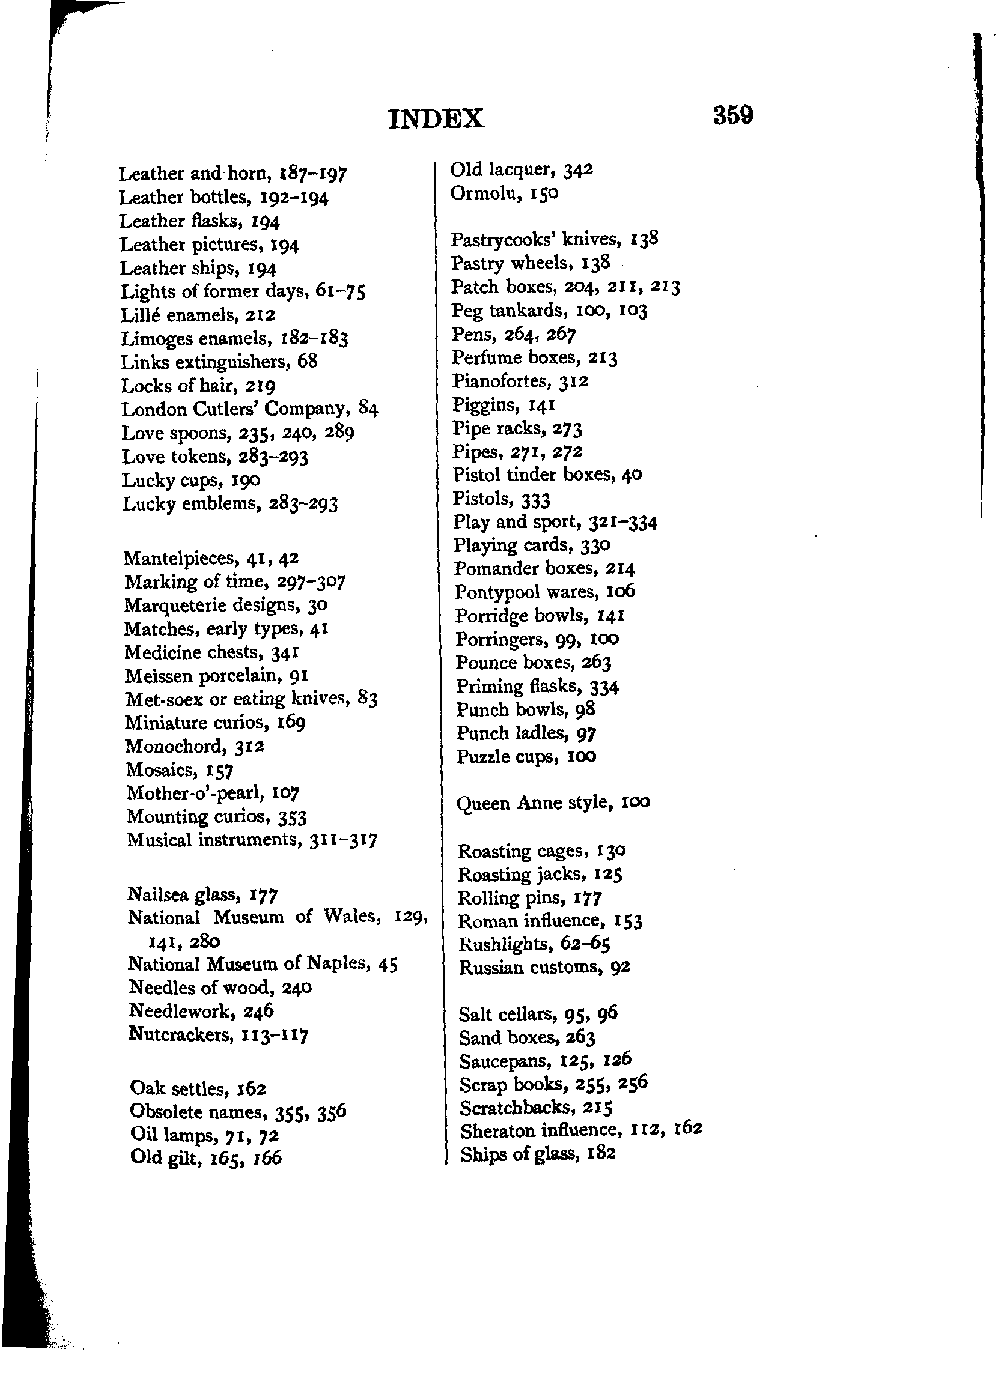 INDEX 359
Leather and horn, 187-197
Leather bottles, 192-194
Leather flasks, 194
Leather pictures, 194
Leather ships, 194
Lights of former days, 61-75
Lillé enamels, 212
Limoges enamels, 182-183
Links extinguishers, 68
Locks of hair, 219
London Cutlers' Company, 84
Love spoons, 235, 240, 289
Love tokens, 283-293
Lucky cups, 190
Lucky emblems, 283-293

Mantelpieces, 41, 42
Marking of time, 297-307
Marqueterie designs, 30
Matches, early types, 41
Medicine chests, 341
Meissen porcelain, 91
Met-soex or eating knives, 83
Miniature curios, 169
Monochord, 312
Mosaics, 157
Mother-o'-pearl, 107
Mounting curios, 353
Musical instruments, 311-317

Nailsea glass, 177
National Museum of Wales, 129,
141, 280
National Museum of Naples, 45
Needles of wood, 240
Needlework, 246
Nutcrackers, 113-117

Oak settles, 162
Obsolete names, 355, 356
Oil lamps, 71, 72
Old gilt, 165, 166
Old lacquer, 342
Ormolu, 150

Pastrycooks' knives, 138
Pastry wheels, 138
Patch boxes, 204, 211, 213
Peg tankards, 100, 103
Pens, 264, 267
Perfume boxes, 213
Pianofortes, 312
Piggins, 141
Pipe racks, 273
Pipes, 271, 272
Pistol tinder boxes, 40
Pistols, 333
Play and sport, 321-334
Playing cards, 330
Pomander boxes, 214
Pontypool wares, 106
Porridge bowls, 141
Porringers, 99, 100
Pounce boxes, 263
Priming flasks, 334
Punch bowls, 98
Punch ladles, 97
Puzzle cups, 100

Queen Anne style, 100

Roasting cages, 130
Roasting jacks, 125
Rolling pins, 177
Roman influence, 153
Rushlights, 62-65
Russian customs, 92

Salt cellars, 95, 96
Sand boxes, 263
Saucepans, 125, 126
Scrap books, 255, 256
Scratchbacks, 215
Sheraton influence, 112, 162
Ships of glass, 182